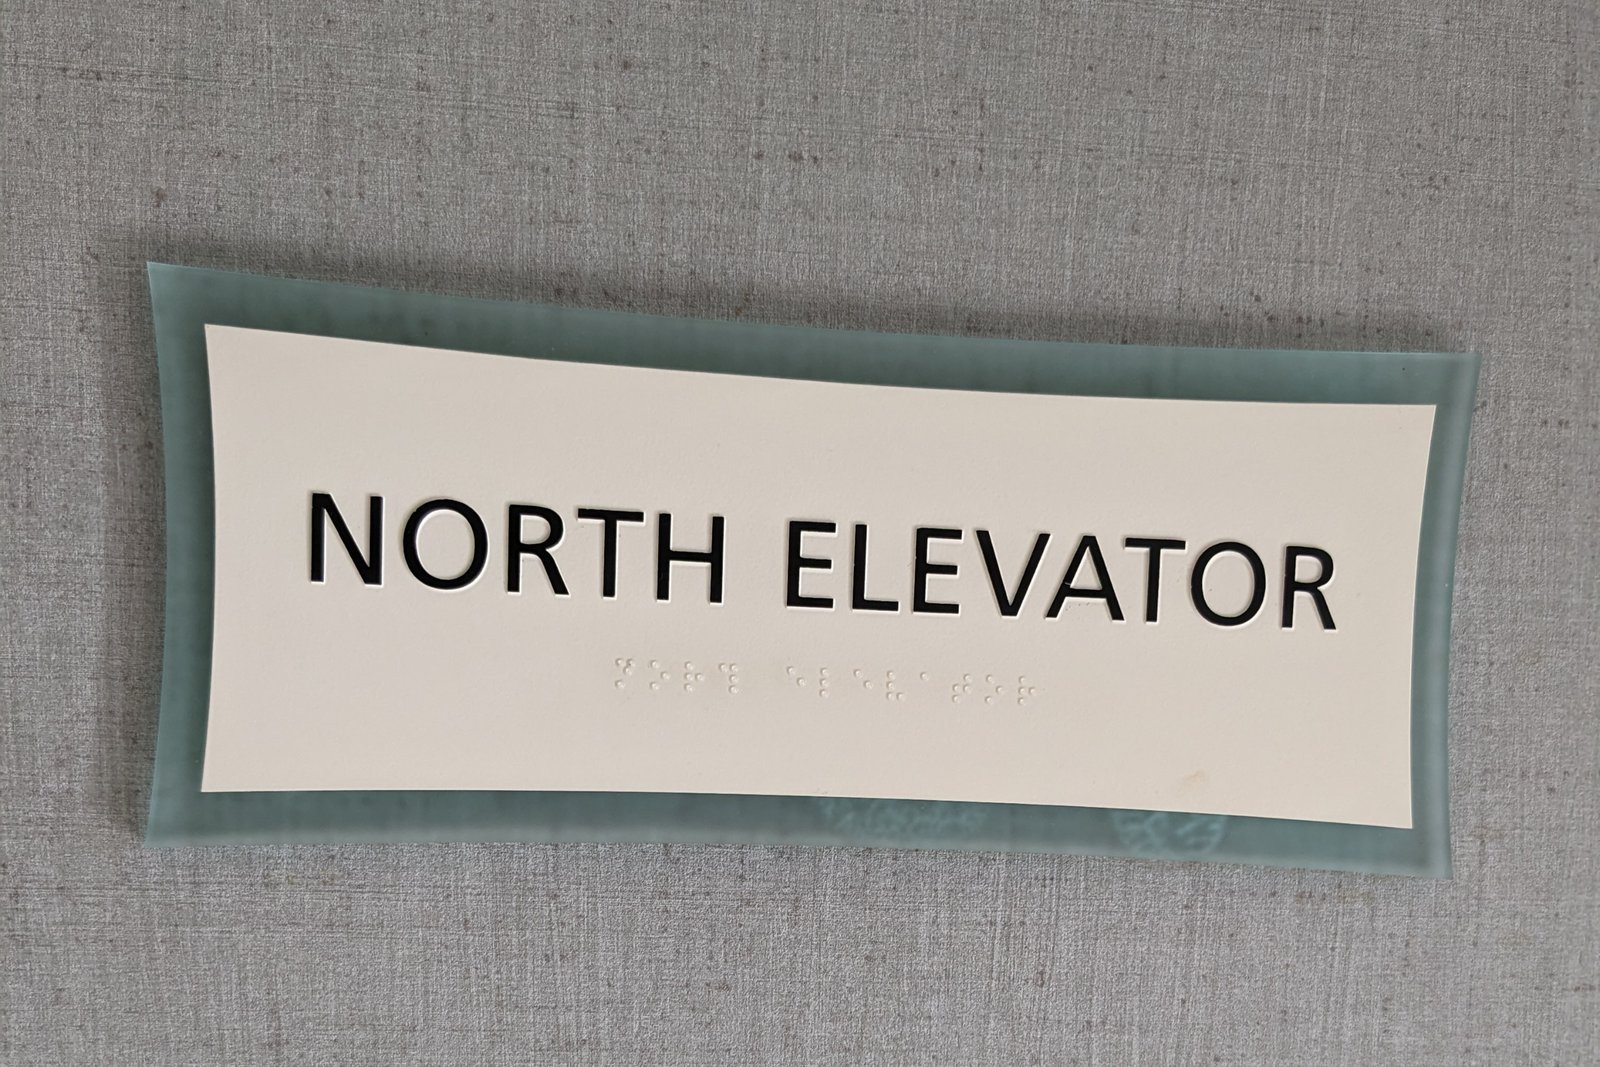 NORTH ELEVATOR
⠝⠕⠗⠹ ⠑⠇⠑⠧⠁⠞⠕⠗